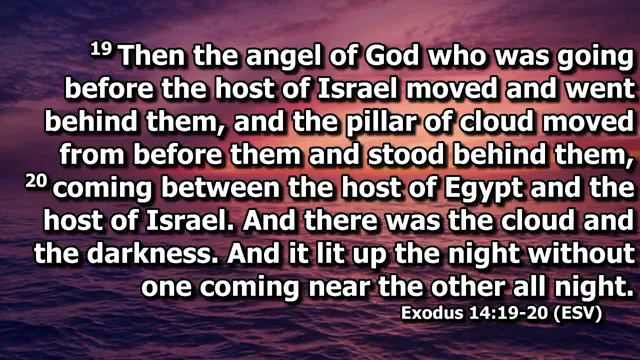 19 Then the angel of God who was going
before the host of Israel moved and went
behind them, and the pillar of cloud moved
from before them and stood behind them,
20 coming between the host of Egypt and the
host of Israel. And there was the cloud and
the darkness. And it lit up the night without
one coming near the other all night.
Exodus 14:19-20 (ESV)